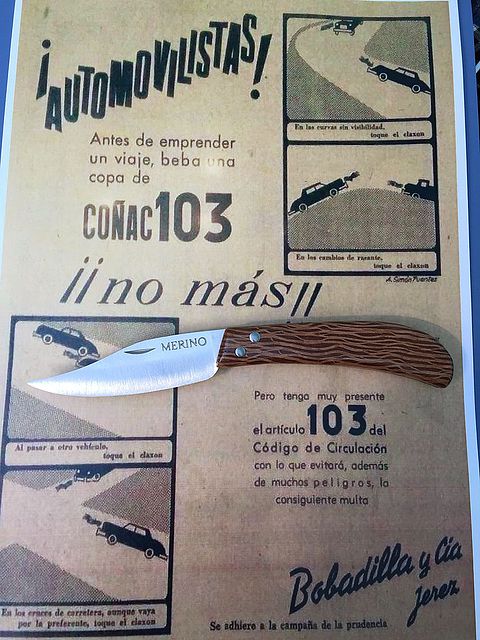 ¡AUTOMOVILISTAS!
Antes de emprender
un viaje, beba una
copa de
COÑAC 103
¡¡no más!!
En las curvas sin visibilidad,
toque el claxon
En los cambios de rasante,
toque el claxon
A. Simón Fuentes
MERINO
Al pasar a otro vehículo,
toque el claxon
En los cruces de carretera, aunque vaya
por la preferente, toque el claxon
Pero tenga muy presente
el artículo 103 del
Código de Circulación
con lo que evitará, además
de muchos peligros, la
consiguiente multa
Bobadilla y Cía
Jerez
Se adhiere a la campaña de la prudencia